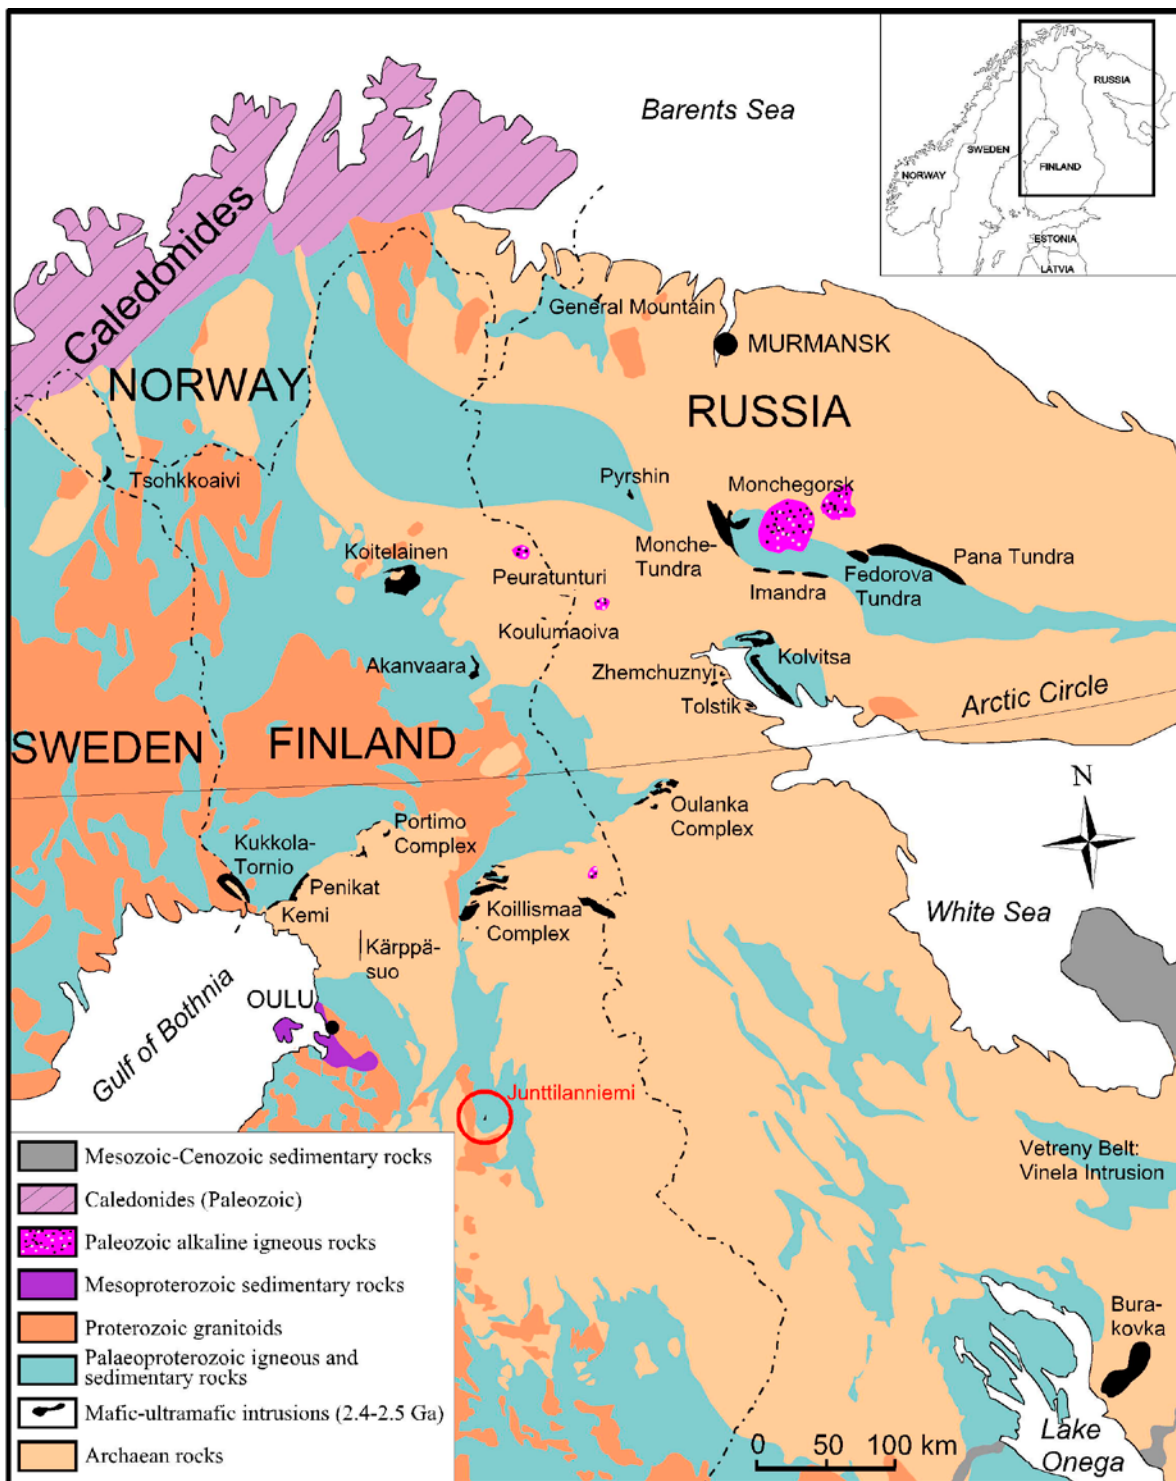 Barents Sea
RUSSIA
SWEDEN
NORWAY
FINLAND
ESTONIA
LATVIA
Caledonides
General Mountain
MURMANSK
NORWAY
RUSSIA
Tsohkkoaivi
Pyrshin
Monchegorsk
Koitelainen
Monche-
Tundra
Peuratunturi
Pana Tundra
Fedorova
Tundra
Imandra
Koulumaoiva
Akanvaara
Kolvitsa
Zhemchuznyi
Tolstik
Arctic Circle
SWEDEN
FINLAND
N
Oulanka
Complex
Portimo
Complex
Kukkola-
Tornio
Penikat
Kemi
Koillismaa
Complex
White Sea
Kärppä-
suo
OULU
Gulf of Bothnia
Junttilanniemi
Vetreny Belt:
Vinela Intrusion
Mesozoic-Cenozoic sedimentary rocks
Caledonides (Paleozoic)
Paleozoic alkaline igneous rocks
Mesoproterozoic sedimentary rocks
Proterozoic granitoids
Palaeoproterozoic igneous and
sedimentary rocks
Mafic-ultramafic intrusions (2.4-2.5 Ga)
Archaean rocks
Bura-
kovka
Lake
Onega
0 50 100 km